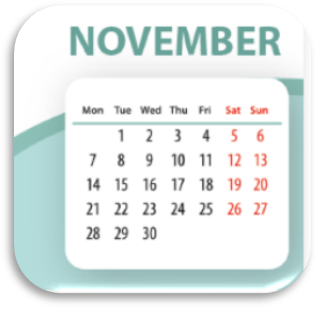 NOVEMBER
Mon Tue Wed Thu Fri Sat Sun
1 2 3 4 5 6
7 8 9 10 11 12 13
14 15 16 17 18 19 20
21 22 23 24 25 26 27
28 29 30